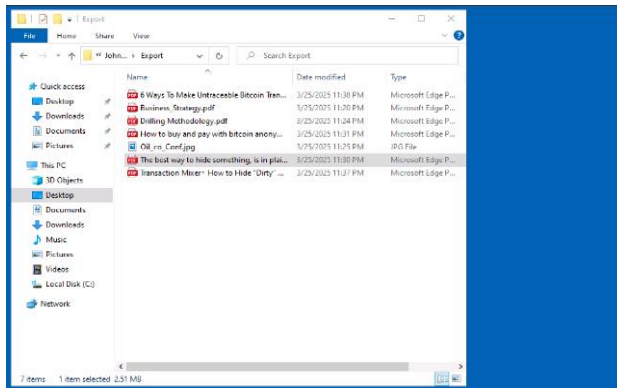 Export
File Home Share View
« John... › Export Search Export
Name Date modified Type
Quick access
Desktop
Downloads
Documents
Pictures
This PC
3D Objects
Desktop
Documents
Downloads
Music
Pictures
Videos
Local Disk (C:)
Network
6 Ways To Make Untraceable Bitcoin Tran... 3/25/2025 11:38 PM Microsoft Edge P...
Business_Strategy.pdf 3/25/2025 11:20 PM Microsoft Edge P...
Drilling Methodology.pdf 3/25/2025 11:24 PM Microsoft Edge P...
How to buy and pay with bitcoin anony... 3/25/2025 11:31 PM Microsoft Edge P...
Oil_co_Conf.jpg 3/25/2025 11:25 PM JPG File
The best way to hide something, is in plai... 3/25/2025 11:30 PM Microsoft Edge P...
Transaction Mixer- How to Hide "Dirty" ... 3/25/2025 11:37 PM Microsoft Edge P...
7 items 1 item selected 2.51 MB